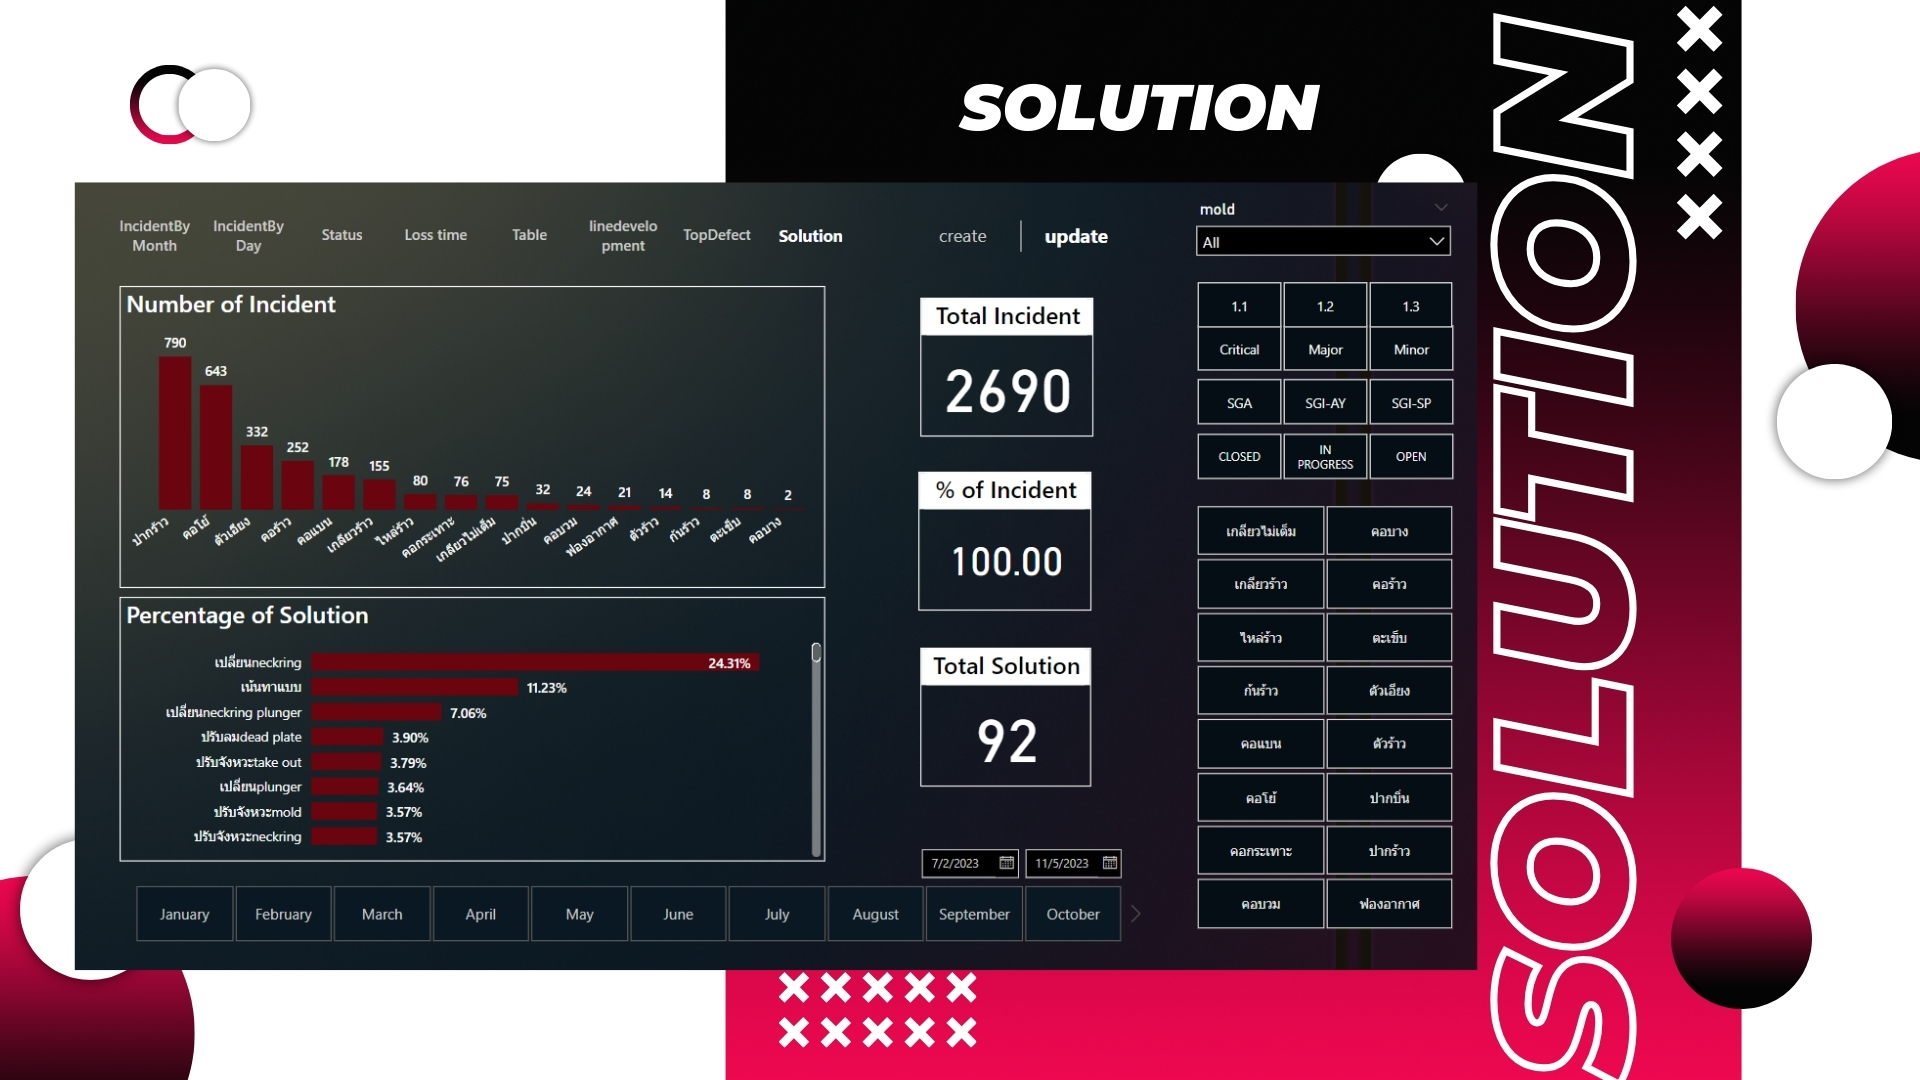 SOLUTION
SOLUTION
IncidentBy
Month
IncidentBy
Day
Status
Loss time
Table
linedevelo
pment
TopDefect
Solution
create
update
mold
All
Number of Incident
790
643
332
252
178
155
80
76
75
32
24
21
14
8
8
2
ปากร้าว
คอโย้
ตัวเอียง
คอร้าว
คอแบน
เกลียวร้าว
ไหล่ร้าว
คอกระเทาะ
เกลียวไม่เต็ม
ปากบิ่น
คอบวม
ฟองอากาศ
ตัวร้าว
ก้นร้าว
ตะเข็บ
คอบาง
Percentage of Solution
เปลี่ยนneckring
24.31%
เน้นทาแบบ
11.23%
เปลี่ยนneckring plunger
7.06%
ปรับลมdead plate
3.90%
ปรับจังหวะtake out
3.79%
เปลี่ยนplunger
3.64%
ปรับจังหวะmold
3.57%
ปรับจังหวะneckring
3.57%
Total Incident
2690
% of Incident
100.00
Total Solution
92
7/2/2023
11/5/2023
January
February
March
April
May
June
July
August
September
October
1.1
1.2
1.3
Critical
Major
Minor
SGA
SGI-AY
SGI-SP
CLOSED
IN
PROGRESS
OPEN
เกลียวไม่เต็ม
คอบาง
เกลียวร้าว
คอร้าว
ไหล่ร้าว
ตะเข็บ
ก้นร้าว
ตัวเอียง
คอแบน
ตัวร้าว
คอโย้
ปากบิ่น
คอกระเทาะ
ปากร้าว
คอบวม
ฟองอากาศ